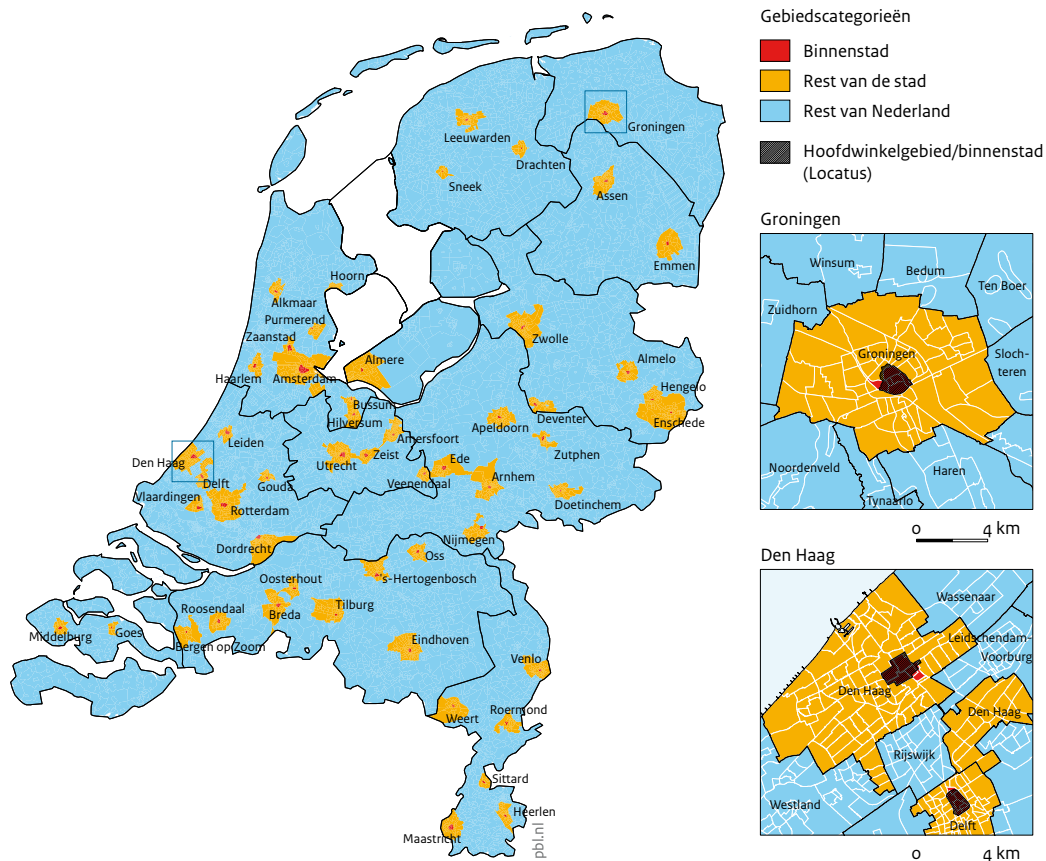 Gebiedscategorieën
Binnenstad
Rest van de stad
Rest van Nederland
Hoofdwinkelgebied/binnenstad
(Locatus)
Groningen
Leeuwarden
Drachten
Sneek
Assen
Emmen
Hoorn
Alkmaar
Purmerend
Zaanstad
Haarlem
Amsterdam
Almere
Zwolle
Almelo
Hengelo
Enschede
Bussum
Hilversum
Amersfoort
Apeldoorn
Deventer
Leiden
Den Haag
Utrecht
Zeist
Ede
Zutphen
Delft
Gouda
Veenendaal
Arnhem
Vlaardingen
Rotterdam
Doetinchem
Dordrecht
Nijmegen
Oss
Oosterhout
's-Hertogenbosch
Roosendaal
Breda
Tilburg
Middelburg
Goes
Bergen op Zoom
Eindhoven
Venlo
Weert
Roermond
Sittard
Heerlen
Maastricht
pbl.nl
Groningen
Winsum
Bedum
Ten Boer
Zuidhorn
Groningen
Sloch-
teren
Noordenveld
Haren
Tynaarlo
0 4 km
Den Haag
Wassenaar
Leidschendam-
Voorburg
Den Haag
Den Haag
Rijswijk
Westland
Delft
0 4 km